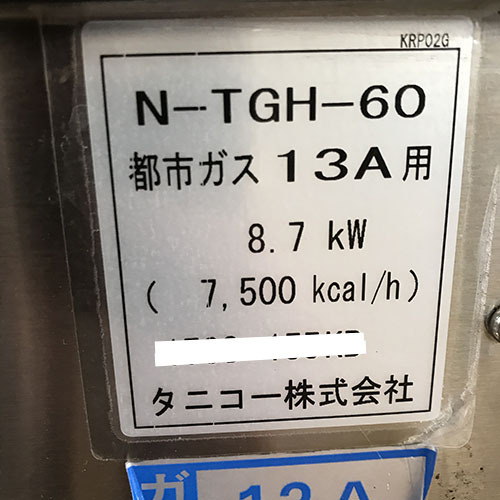 KRP02G
N-TGH-60
都市ガス13A用
8.7 kW
( 7,500 kcal/h)
タニコー株式会社
ガ 13A